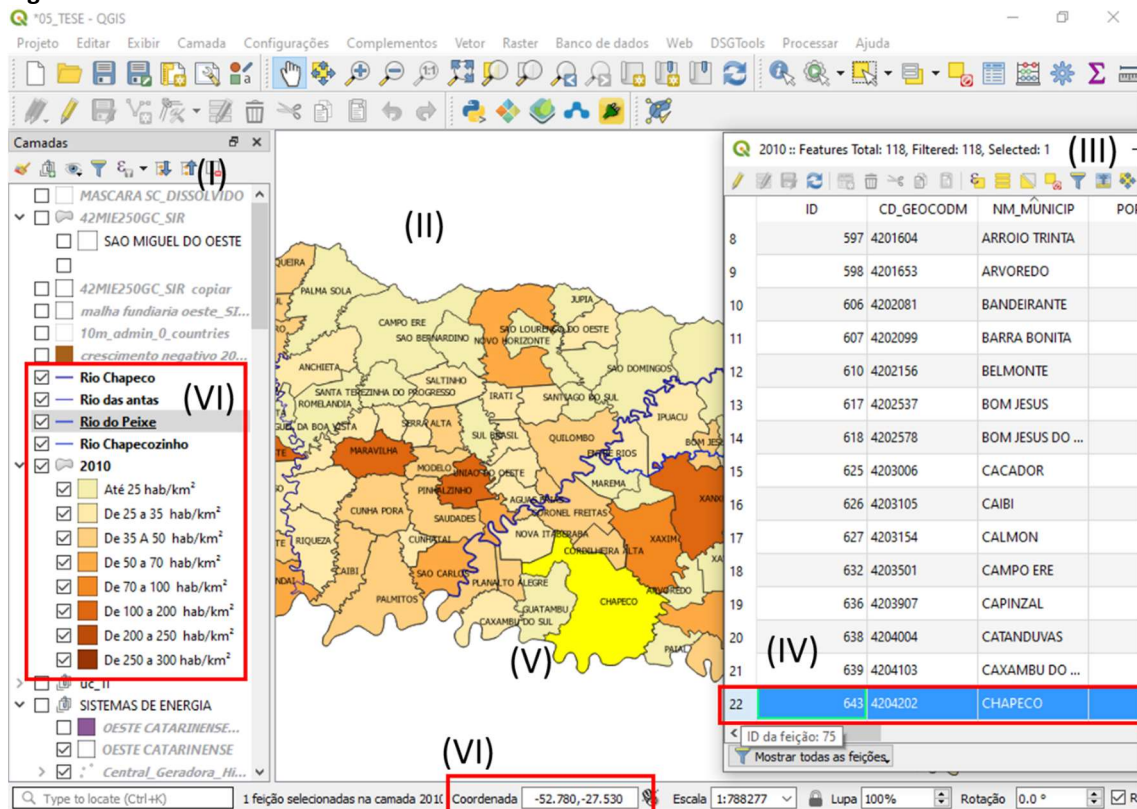 *05_TESE - QGIS
Projeto Editar Exibir Camada Configurações Complementos Vetor Raster Banco de dados Web DSGTools Processar Ajuda
Camadas
(I)
MASCARA SC_DISSOLVIDO
42MIE250GC_SIR
SAO MIGUEL DO OESTE
42MIE250GC_SIR copiar
malha fundiaria oeste_SI...
10m_admin_0_countries
crescimento negativo 20...
Rio Chapeco
Rio das antas
(VI)
Rio do Peixe
Rio Chapecozinho
2010
Até 25 hab/km²
De 25 a 35 hab/km²
De 35 A 50 hab/km²
De 50 a 70 hab/km²
De 70 a 100 hab/km²
De 100 a 200 hab/km²
De 200 a 250 hab/km²
De 250 a 300 hab/km²
SISTEMAS DE ENERGIA
OESTE CATARINENSE...
OESTE CATARINENSE
Central_Geradora_Hi...
(II)
QUEIRA
PALMA SOLA
JUPIA
CAMPO ERE
SAO BERNARDINO
NOVO HORIZONTE
ANCHIETA
SAO DOMINGOS
SALTINHO
SANTA TEREZINHA DO PROGRESSO
IRATI
SANTIAGO DO SUL
ROMELANDIA
IPUACU
SERRA ALTA
SUL BRASIL
QUILOMBO
BOM JES
MARAVILHA
ENTRE RIOS
MODELO
UNIAO DO OESTE
MAREMA
PINHALZINHO
AGUAS FRIAS
XANX
CUNHA PORA
SAUDADES
CORONEL FREITAS
RIQUEZA
CUNHATAI
NOVA ITABERABA
XAXIM
CORDILHEIRA ALTA
CAIBI
SAO CARLOS
PLANALTO ALEGRE
PALMITOS
GUATAMBU
CHAPECO
ARVOREDO
CAXAMBU DO SUL
PAIAL
(V)
(VI)
2010 :: Features Total: 118, Filtered: 118, Selected: 1
(III)
ID CD_GEOCODM NM_MUNICIP
8 597 4201604 ARROIO TRINTA
9 598 4201653 ARVOREDO
10 606 4202081 BANDEIRANTE
11 607 4202099 BARRA BONITA
12 610 4202156 BELMONTE
13 617 4202537 BOM JESUS
14 618 4202578 BOM JESUS DO ...
15 625 4203006 CACADOR
16 626 4203105 CAIBI
17 627 4203154 CALMON
18 632 4203501 CAMPO ERE
19 636 4203907 CAPINZAL
20 638 4204004 CATANDUVAS
(IV)
21 639 4204103 CAXAMBU DO ...
22 643 4204202 CHAPECO
ID da feição: 75
Mostrar todas as feições
Type to locate (Ctrl+K) 1 feição selecionadas na camada 2010 Coordenada -52.780,-27.530 Escala 1:788277 Lupa 100% Rotação 0.0 °